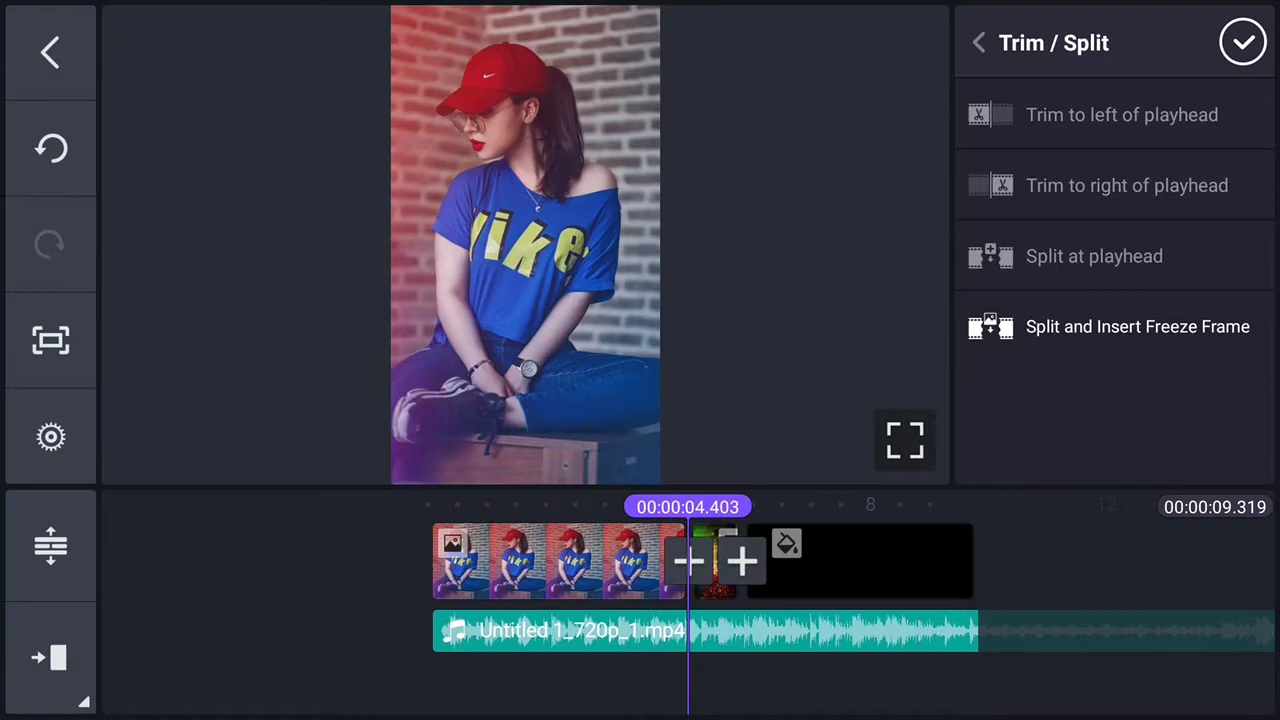 Trim / Split
Trim to left of playhead
Trim to right of playhead
Split at playhead
Split and Insert Freeze Frame
Nike
00:00:04.403
8
12
00:00:09.319
Untitled 1_720p_1.mp4